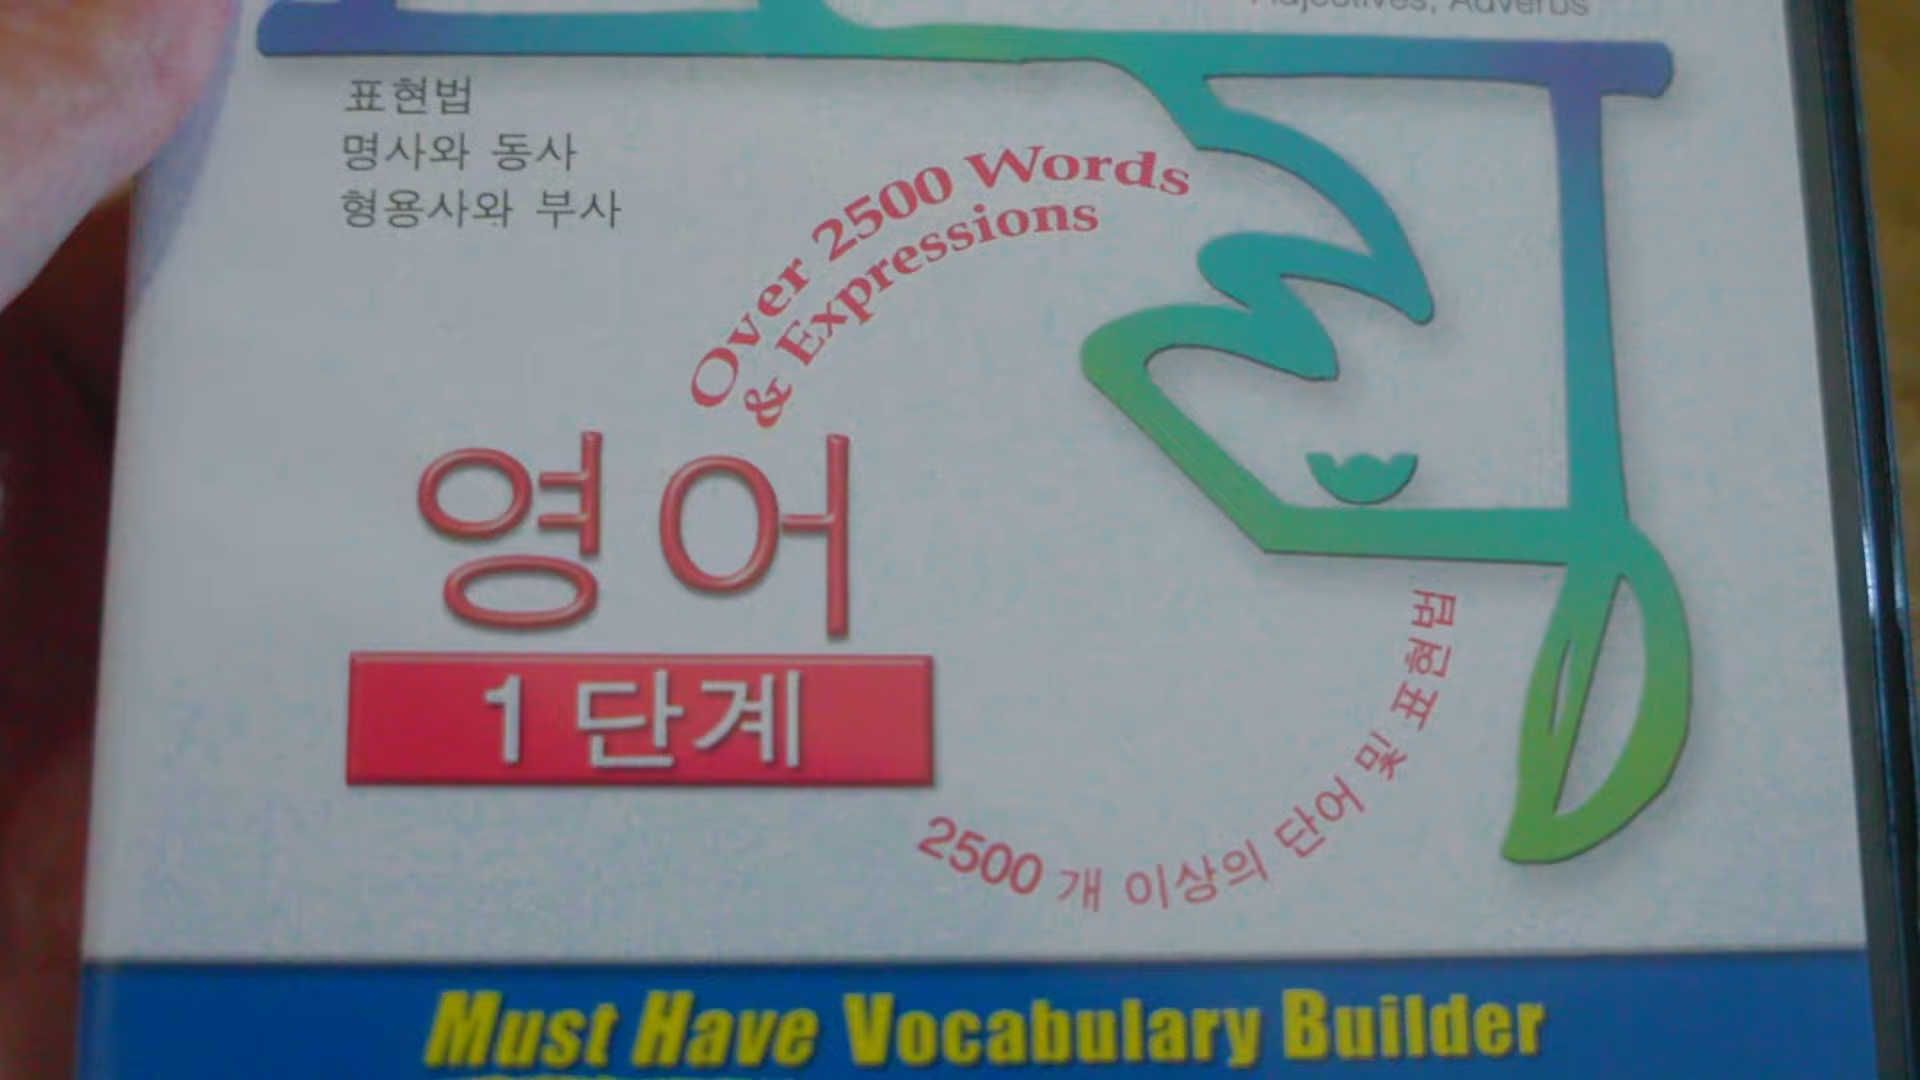 Adjectives, Adverbs
표현법
명사와 동사
형용사와 부사
Over 2500 Words
& Expressions
영어
1 단계
2500 개 이상의 단어 및 표현법
Must Have Vocabulary Builder